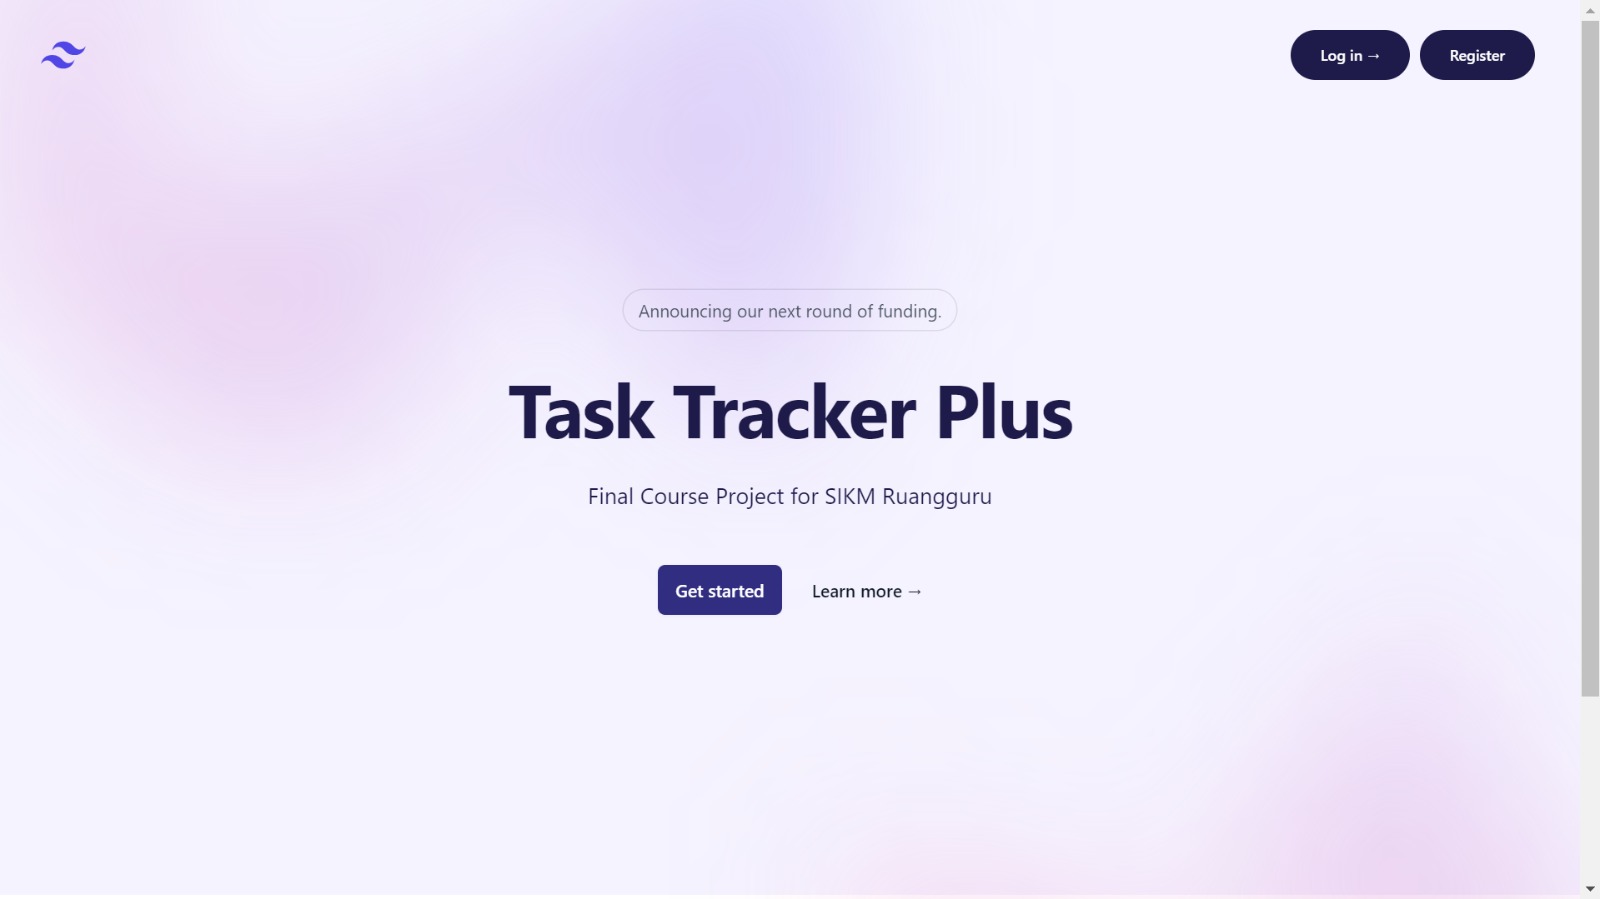 Log in →
Register
Announcing our next round of funding.
Task Tracker Plus
Final Course Project for SIKM Ruangguru
Get started
Learn more →